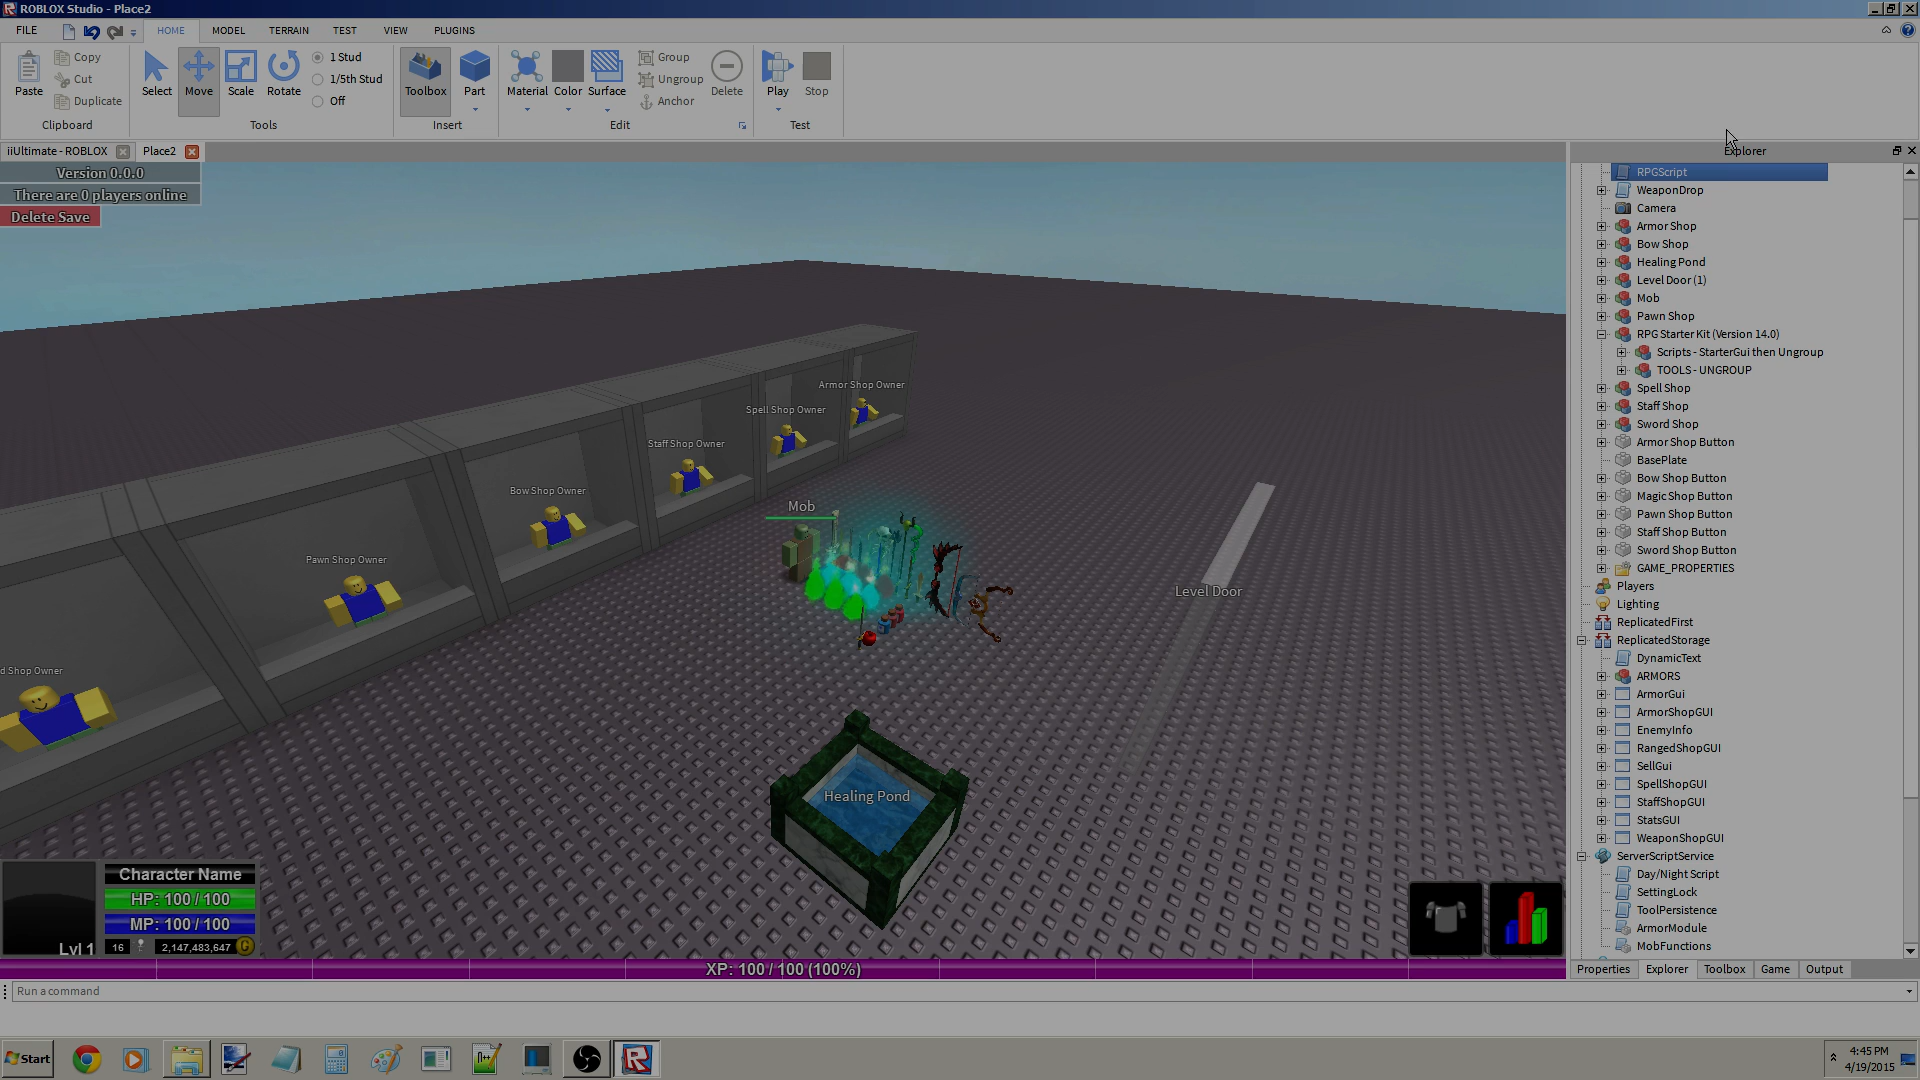 ROBLOX Studio - Place2
FILE HOME MODEL TERRAIN TEST VIEW PLUGINS
Paste
Copy
Cut
Duplicate
Clipboard
Select Move Scale Rotate
1 Stud
1/5th Stud
Off
Tools
Toolbox Part
Insert
Material Color Surface
Group
Ungroup
Anchor
Delete
Edit
Play Stop
Test
iiUltimate - ROBLOX
Place2
Version 0.0.0
There are 0 players online
Delete Save
Armor Shop Owner
Spell Shop Owner
Staff Shop Owner
Bow Shop Owner
Mob
Pawn Shop Owner
Level Door
d Shop Owner
Healing Pond
Character Name
HP: 100 / 100
MP: 100 / 100
Lvl 1
16
2,147,483,647
XP: 100 / 100 (100%)
Explorer
RPGScript
WeaponDrop
Camera
Armor Shop
Bow Shop
Healing Pond
Level Door (1)
Mob
Pawn Shop
RPG Starter Kit (Version 14.0)
Scripts - StarterGui then Ungroup
TOOLS - UNGROUP
Spell Shop
Staff Shop
Sword Shop
Armor Shop Button
BasePlate
Bow Shop Button
Magic Shop Button
Pawn Shop Button
Staff Shop Button
Sword Shop Button
GAME_PROPERTIES
Players
Lighting
ReplicatedFirst
ReplicatedStorage
DynamicText
ARMORS
ArmorGui
ArmorShopGUI
EnemyInfo
RangedShopGUI
SellGui
SpellShopGUI
StaffShopGUI
StatsGUI
WeaponShopGUI
ServerScriptService
Day/Night Script
SettingLock
ToolPersistence
ArmorModule
MobFunctions
Properties Explorer Toolbox Game Output
Run a command
Start
4:45 PM
4/19/2015